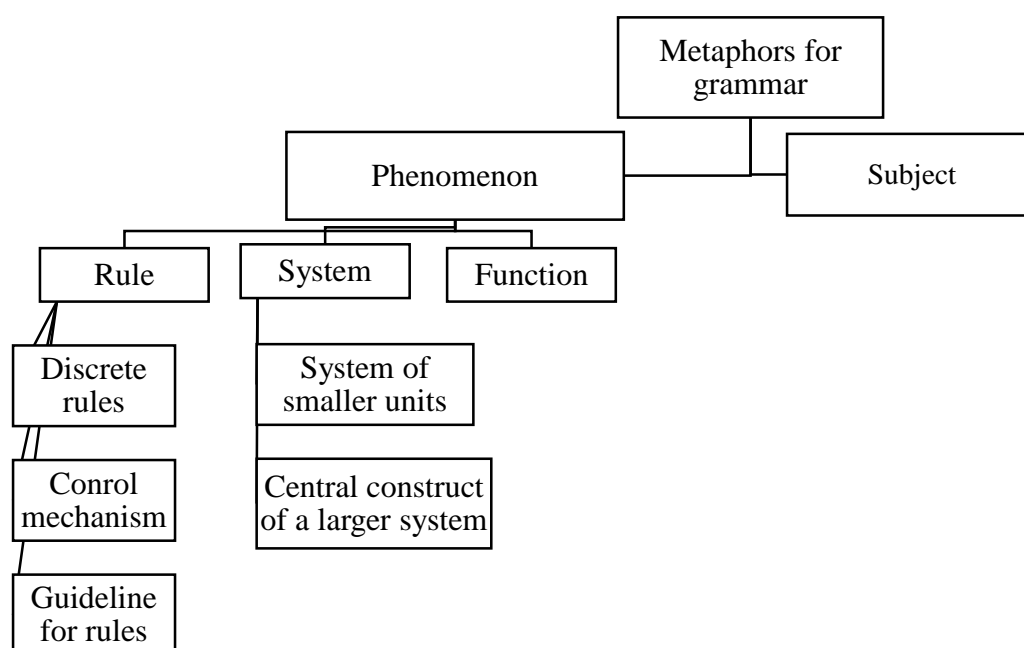 Metaphors for
grammar
Phenomenon
Subject
Rule
System
Function
Discrete
rules
System of
smaller units
Conrol
mechanism
Central construct
of a larger system
Guideline
for rules